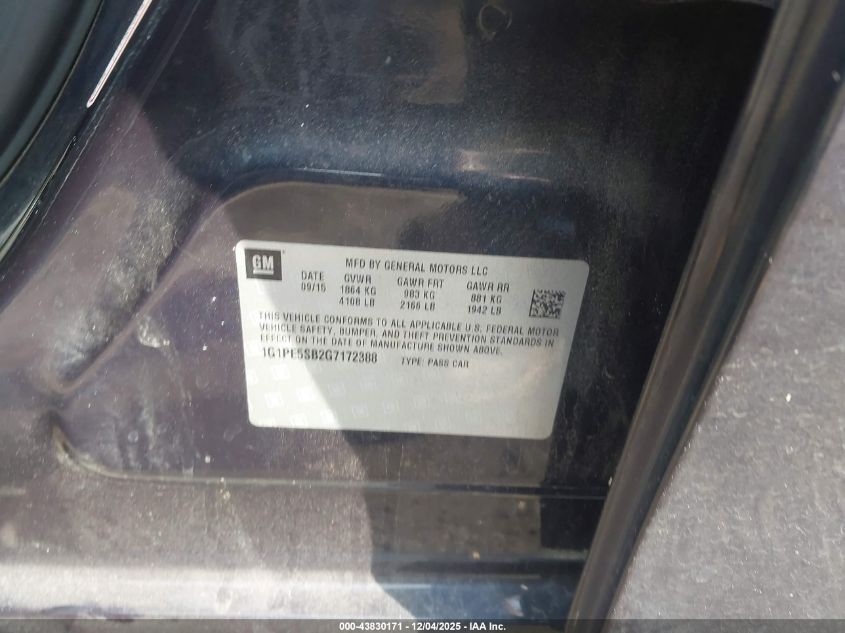 GM
MFD BY GENERAL MOTORS LLC
DATE GVWR GAWR FRT GAWR RR
09/15 1864 KG 983 KG 881 KG
4108 LB 2166 LB 1942 LB
THIS VEHICLE CONFORMS TO ALL APPLICABLE U.S. FEDERAL MOTOR
VEHICLE SAFETY, BUMPER, AND THEFT PREVENTION STANDARDS IN
EFFECT ON THE DATE OF MANUFACTURE SHOWN ABOVE.
1G1PE5SB2G7172388 TYPE: PASS CAR
000-43830171 - 12/04/2025 - IAA Inc.